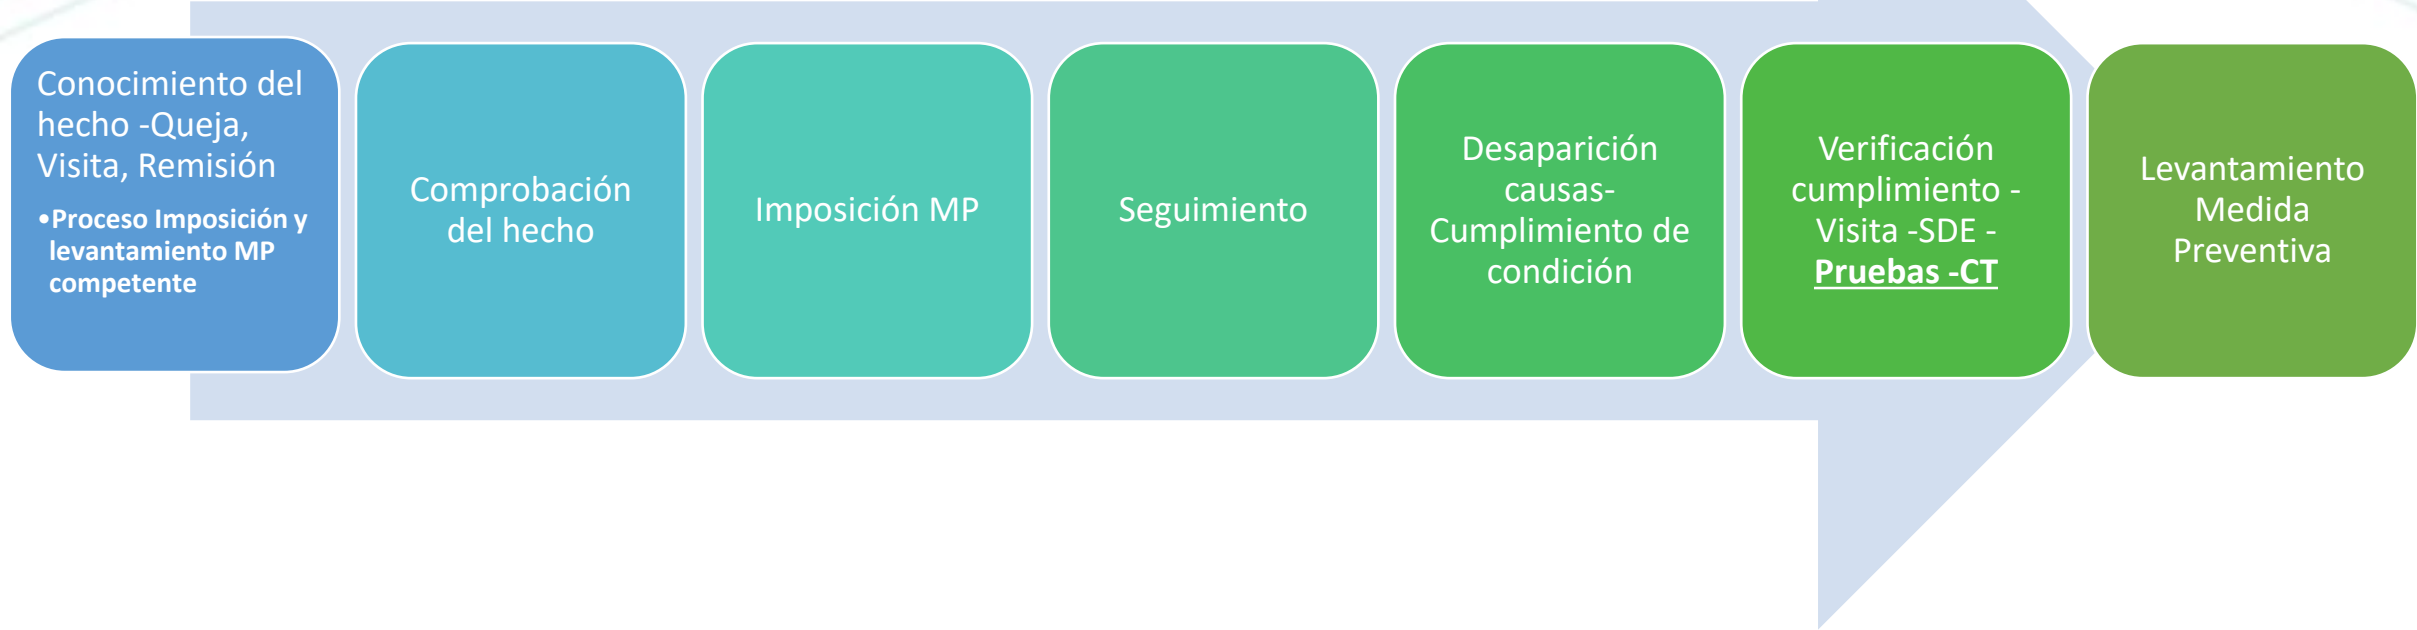 Conocimiento del
hecho -Queja,
Visita, Remisión
•Proceso Imposición y
levantamiento MP
competente
Comprobación
del hecho
Imposición MP
Seguimiento
Desaparición
causas-
Cumplimiento de
condición
Verificación
cumplimiento -
Visita -SDE -
Pruebas -CT
Levantamiento
Medida
Preventiva